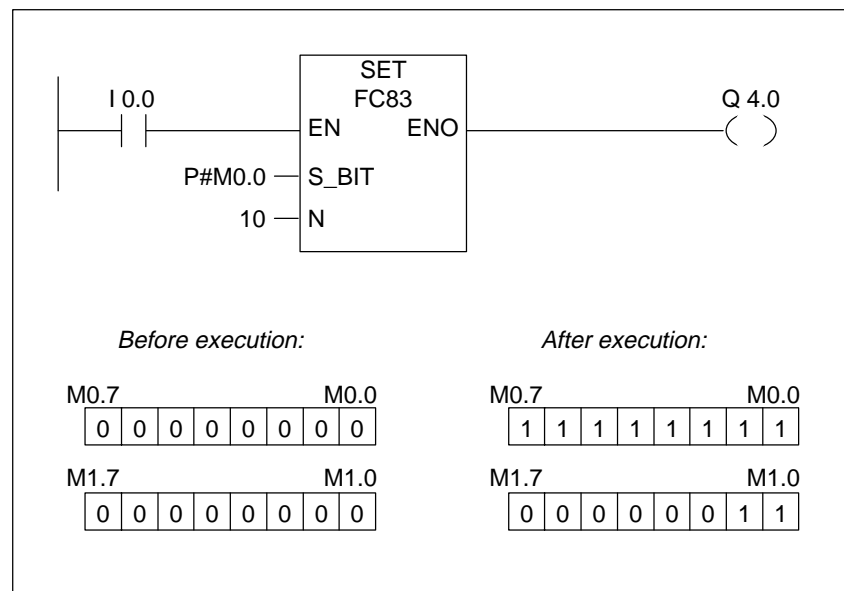 SET
I 0.0 FC83 Q 4.0
EN ENO
P#M0.0 S_BIT
10 N
Before execution: After execution:
M0.7 M0.0 M0.7 M0.0
0 0 0 0 0 0 0 0 1 1 1 1 1 1 1 1
M1.7 M1.0 M1.7 M1.0
0 0 0 0 0 0 0 0 0 0 0 0 0 0 1 1